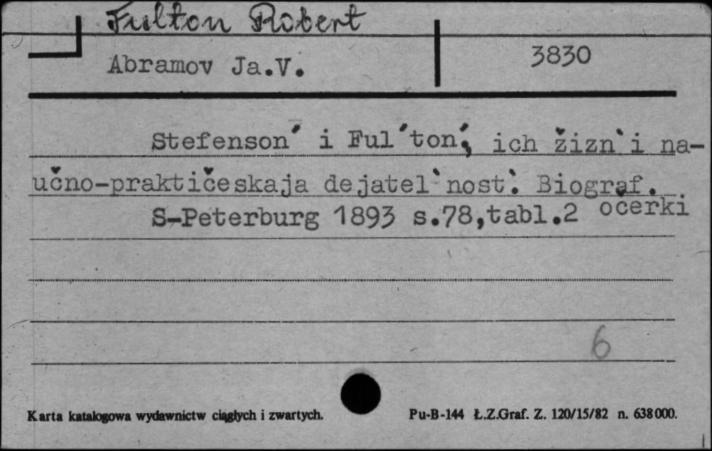 Fulton Robert
Abramov Ja.V.
3830
Stefenson' i Ful'ton', ich žizn' i na-
učno-praktičeskaja dejatel'nost'. Biograf.
očerki
S-Peterburg 1893 s.78,tabl.2
6
Karta katalogowa wydawnictw ciągłych i zwartych.
Pu-B-144 Ł.Z.Graf. Z. 120/15/82 n. 638000.